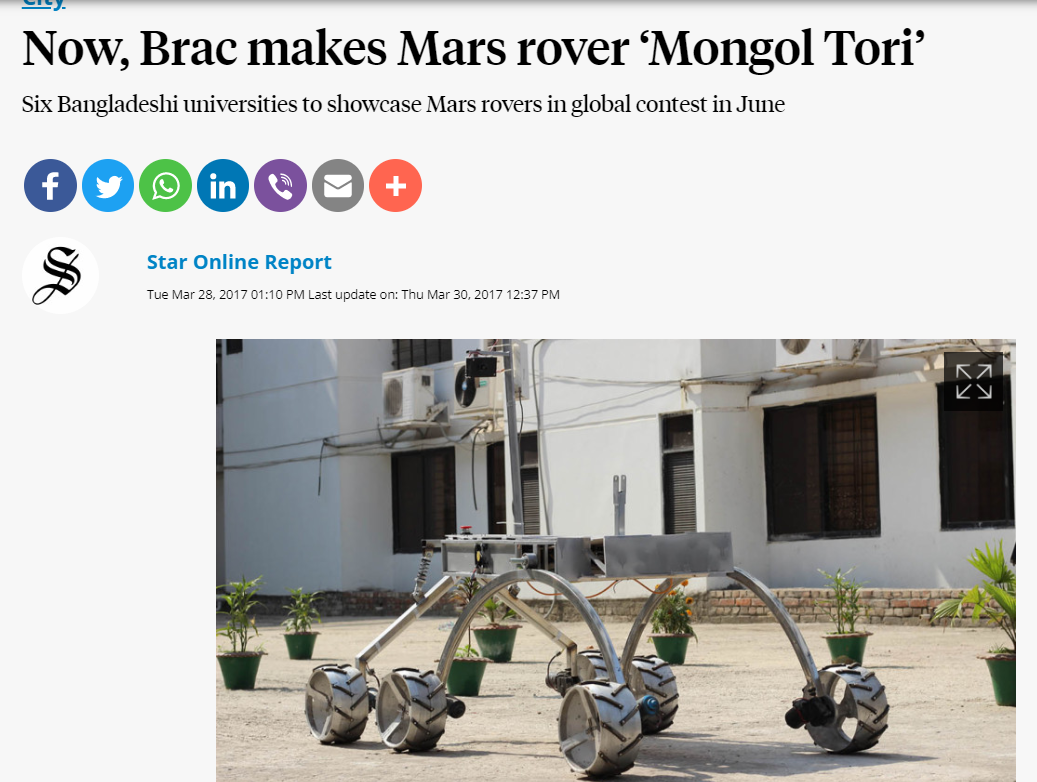 City
Now, Brac makes Mars rover ‘Mongol Tori’
Six Bangladeshi universities to showcase Mars rovers in global contest in June
Star Online Report
Tue Mar 28, 2017 01:10 PM Last update on: Thu Mar 30, 2017 12:37 PM